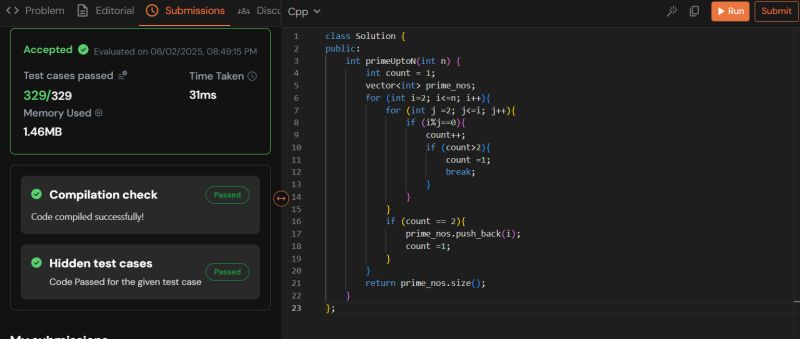 Problem Editorial Submissions Discu
Accepted Evaluated on 06/02/2025, 08:49:15 PM
Test cases passed Time Taken
329/329 31ms
Memory Used
1.46MB
Compilation check Passed
Code compiled successfully!
Hidden test cases Passed
Code Passed for the given test case
Cpp Run Submit
1 class Solution {
2 public:
3 int primeUptoN(int n) {
4 int count = 1;
5 vector<int> prime_nos;
6 for (int i=2; i<=n; i++){
7 for (int j =2; j<=i; j++){
8 if (i%j==0){
9 count++;
10 if (count>2){
11 count =1;
12 break;
13 }
14 }
15 }
16 if (count == 2){
17 prime_nos.push_back(i);
18 count =1;
19 }
20 }
21 return prime_nos.size();
22 }
23 };